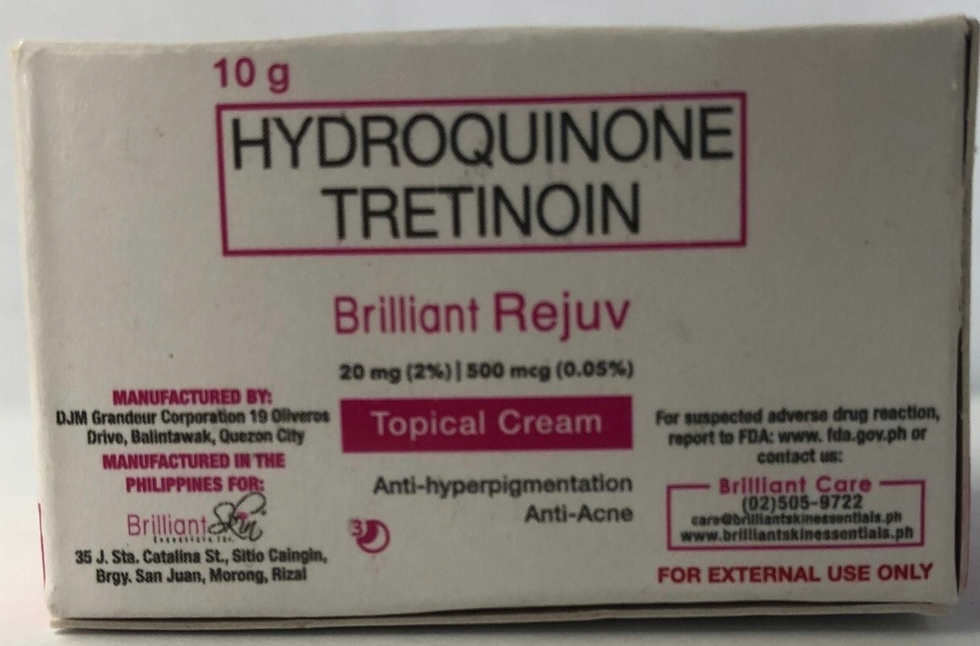 10 g
HYDROQUINONE
TRETINOIN
Brilliant Rejuv
20 mg (2%) | 500 mcg (0.05%)
Topical Cream
Anti-hyperpigmentation
Anti-Acne
MANUFACTURED BY:
DJM Grandeur Corporation 19 Oliveros
Drive, Balintawak, Quezon City
MANUFACTURED IN THE
PHILIPPINES FOR:
Brilliant Skin
ESSENTIALS INC.
35 J. Sta. Catalina St., Sitio Caingin,
Brgy. San Juan, Morong, Rizal
3
For suspected adverse drug reaction,
report to FDA: www. fda.gov.ph or
contact us:
Brilliant Care
(02)505-9722
care@brilliantskinessentials.ph
www.brilliantskinessentials.ph
FOR EXTERNAL USE ONLY